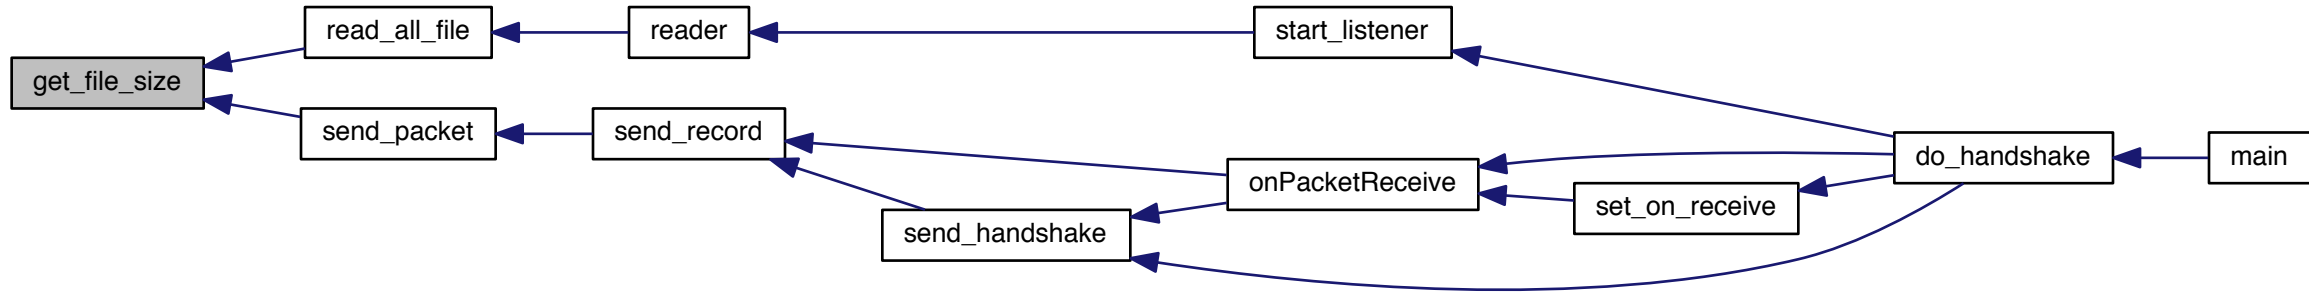 get_file_size
read_all_file
reader
start_listener
send_packet
send_record
onPacketReceive
send_handshake
set_on_receive
do_handshake
main